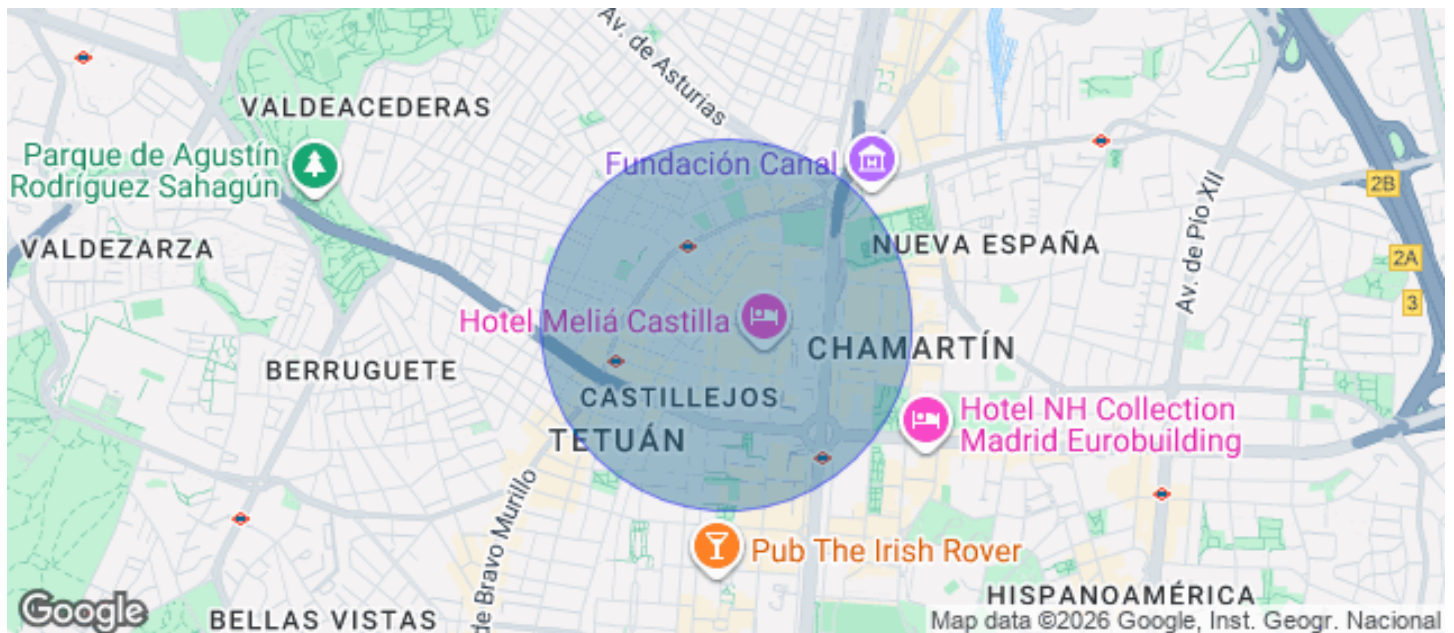 Av. de Asturias
VALDEACEDERAS
Parque de Agustín
Rodríguez Sahagún
Fundación Canal
2B
Av. de Pío XII
VALDEZARZA
NUEVA ESPAÑA
2A
3
Hotel Meliá Castilla
CHAMARTÍN
BERRUGUETE
CASTILLEJOS
Hotel NH Collection
Madrid Eurobuilding
TETUÁN
de Bravo Murillo
Pub The Irish Rover
HISPANOAMÉRICA
Google
BELLAS VISTAS
Map data ©2026 Google, Inst. Geogr. Nacional